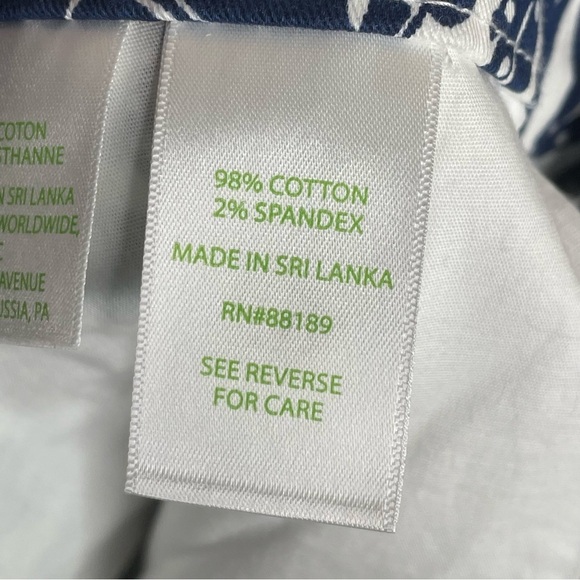 COTON
STHANNE
N SRI LANKA
WORLDWIDE,
C
AVENUE
USSIA, PA
98% COTTON
2% SPANDEX
MADE IN SRI LANKA
RN#88189
SEE REVERSE
FOR CARE